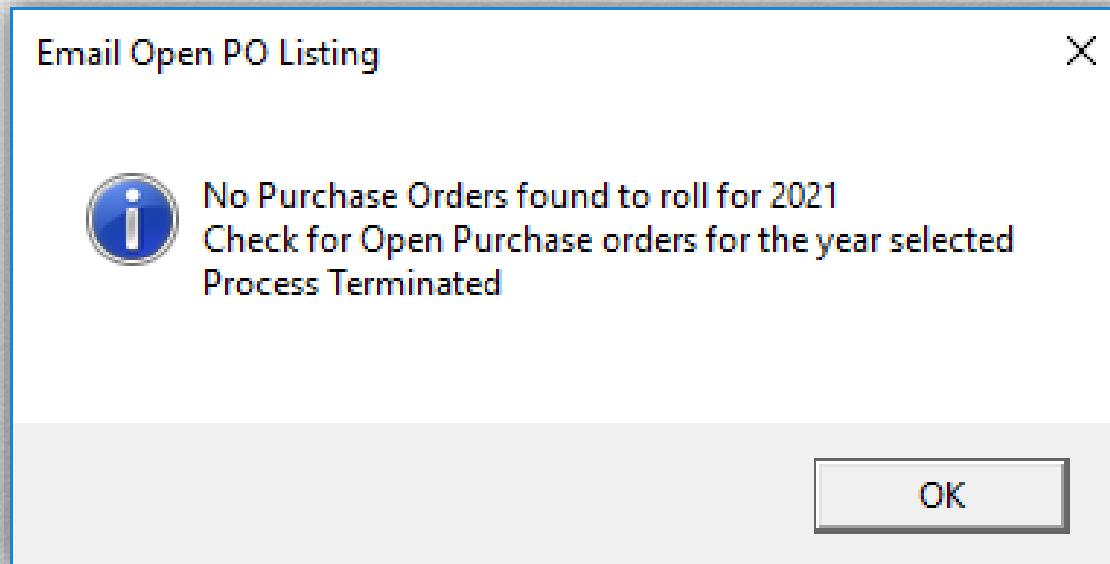 Email Open PO Listing
No Purchase Orders found to roll for 2021
Check for Open Purchase orders for the year selected
Process Terminated
OK